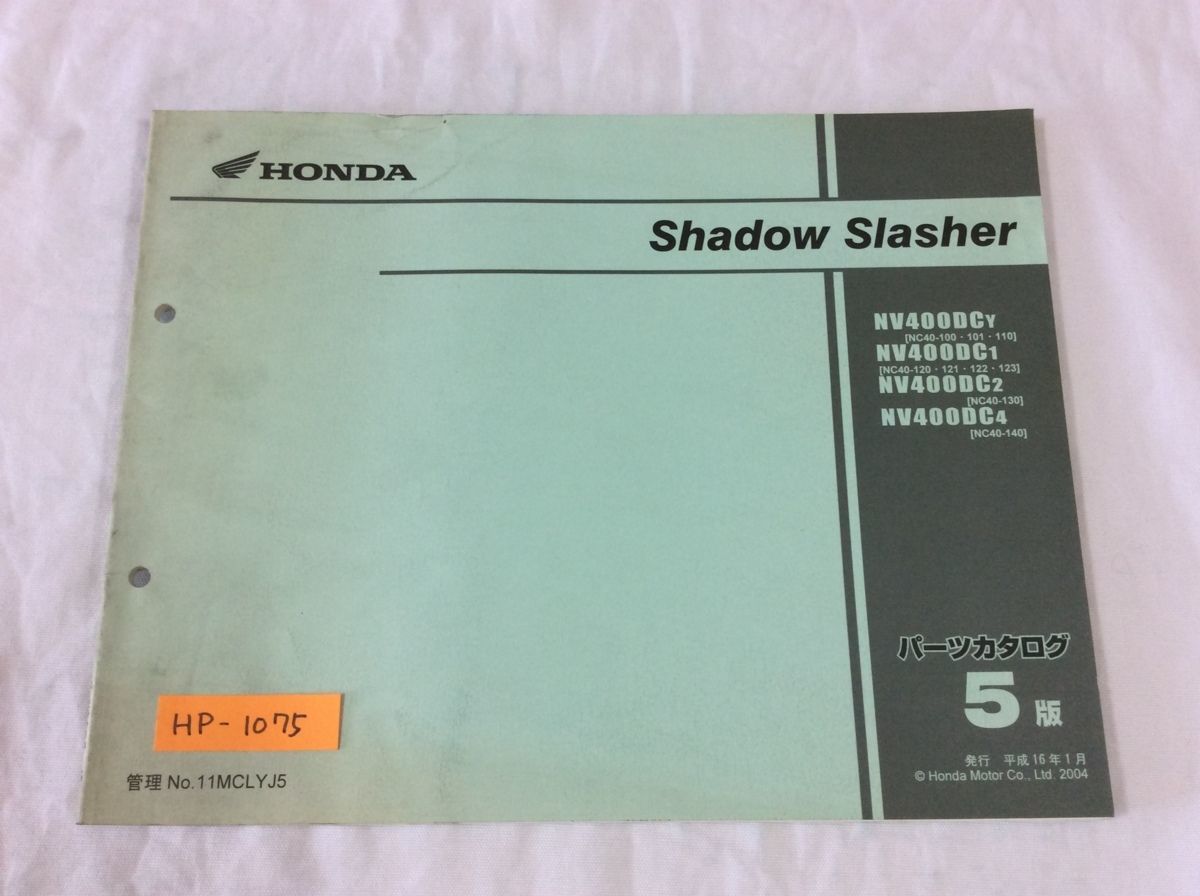 HONDA
Shadow Slasher
NV400DCY
[NC40-100・101・110]
NV400DC1
[NC40-120・121・122・123]
NV400DC2
[NC40-130]
NV400DC4
[NC40-140]
パーツカタログ
5版
発行 平成16年1月
© Honda Motor Co., Ltd. 2004
HP-1075
管理 No.11MCLYJ5